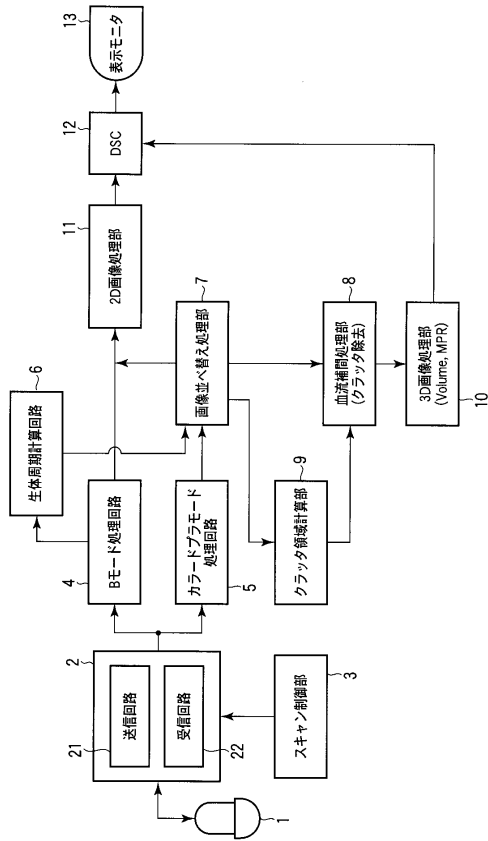 1
2
送信回路
21
受信回路
22
スキャン制御部
3
Bモード処理回路
4
カラードプラモード
処理回路
5
生体周期計算回路
6
画像並べ替え処理部
7
クラッタ領域計算部
9
血流補間処理部
(クラッタ除去)
8
3D画像処理部
(Volume, MPR)
10
2D画像処理部
11
DSC
12
表示モニタ
13